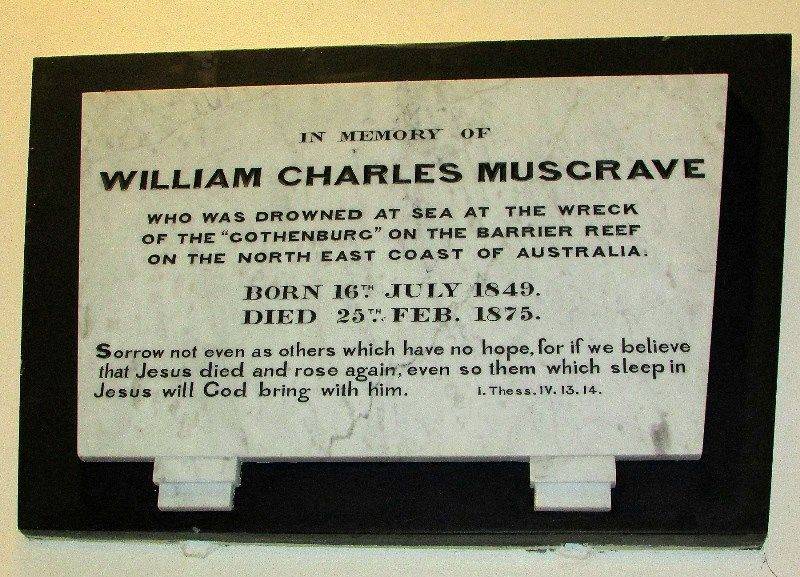 IN MEMORY OF
WILLIAM CHARLES MUSGRAVE
WHO WAS DROWNED AT SEA AT THE WRECK
OF THE "GOTHENBURG" ON THE BARRIER REEF
ON THE NORTH EAST COAST OF AUSTRALIA.
BORN 16TH JULY 1849.
DIED 25TH FEB. 1875.
Sorrow not even as others which have no hope, for if we believe
that Jesus died and rose again, even so them which sleep in
Jesus will God bring with him. I. Thess. IV. 13. 14.